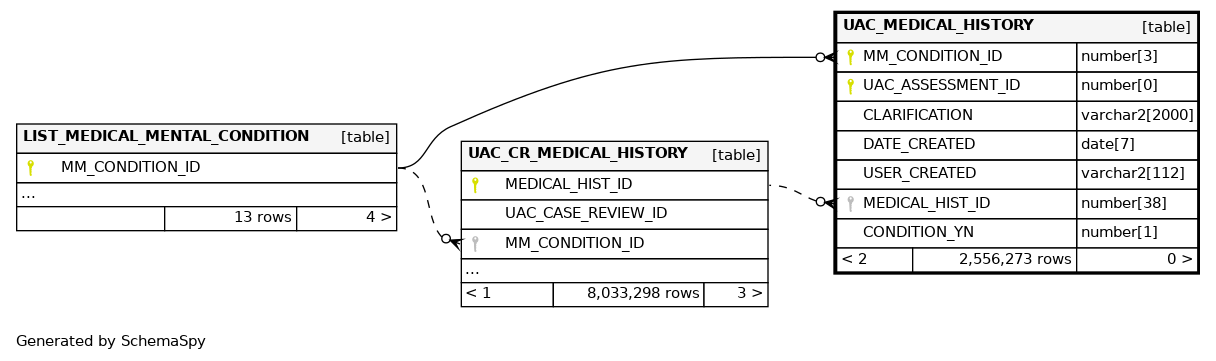 UAC_MEDICAL_HISTORY [table]
MM_CONDITION_ID number[3]
UAC_ASSESSMENT_ID number[0]
CLARIFICATION varchar2[2000]
DATE_CREATED date[7]
USER_CREATED varchar2[112]
MEDICAL_HIST_ID number[38]
CONDITION_YN number[1]
< 2 2,556,273 rows 0 >
LIST_MEDICAL_MENTAL_CONDITION [table]
MM_CONDITION_ID
...
13 rows 4 >
UAC_CR_MEDICAL_HISTORY [table]
MEDICAL_HIST_ID
UAC_CASE_REVIEW_ID
MM_CONDITION_ID
...
< 1 8,033,298 rows 3 >
Generated by SchemaSpy